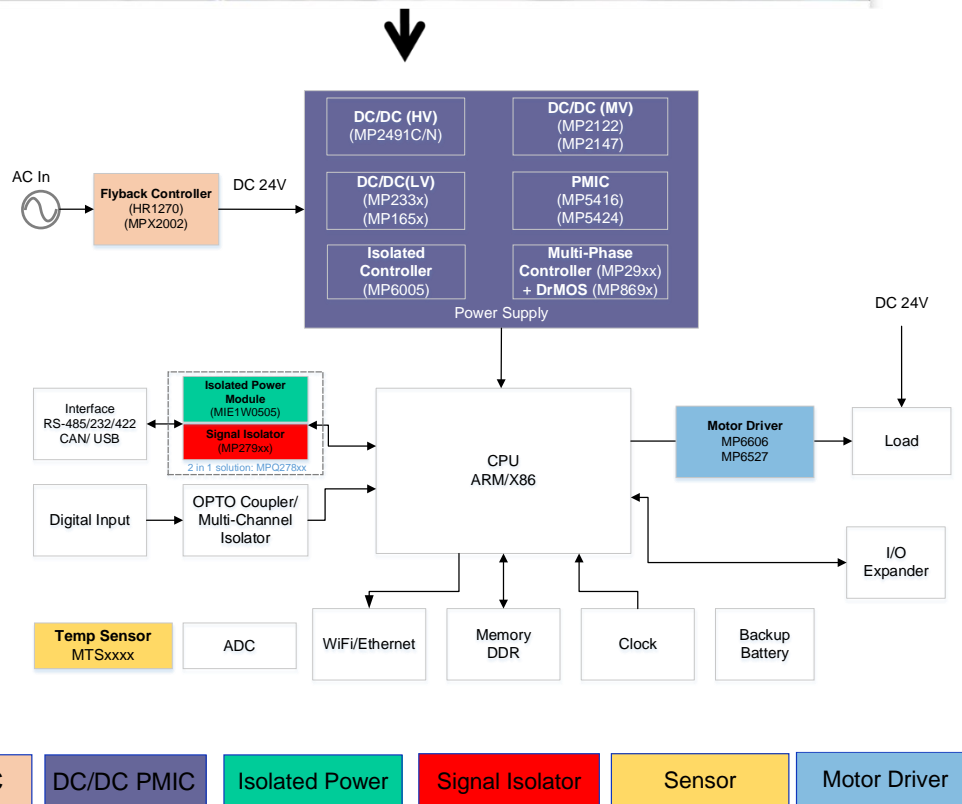 DC/DC (HV)
(MP2491C/N)
DC/DC (MV)
(MP2122)
(MP2147)
AC In
Flyback Controller
(HR1270)
(MPX2002)
DC 24V
DC/DC(LV)
(MP233x)
(MP165x)
PMIC
(MP5416)
(MP5424)
Isolated
Controller
(MP6005)
Multi-Phase
Controller (MP29xx)
+ DrMOS (MP869x)
Power Supply
DC 24V
Interface
RS-485/232/422
CAN/ USB
Isolated Power
Module
(MIE1W0505)
Signal Isolator
(MP279xx)
2 in 1 solution: MPQ278xx
CPU
ARM/X86
Motor Driver
MP6606
MP6527
Load
Digital Input
OPTO Coupler/
Multi-Channel
Isolator
I/O
Expander
Temp Sensor
MTSxxxx
ADC
WiFi/Ethernet
Memory
DDR
Clock
Backup
Battery
DC/DC PMIC
Isolated Power
Signal Isolator
Sensor
Motor Driver